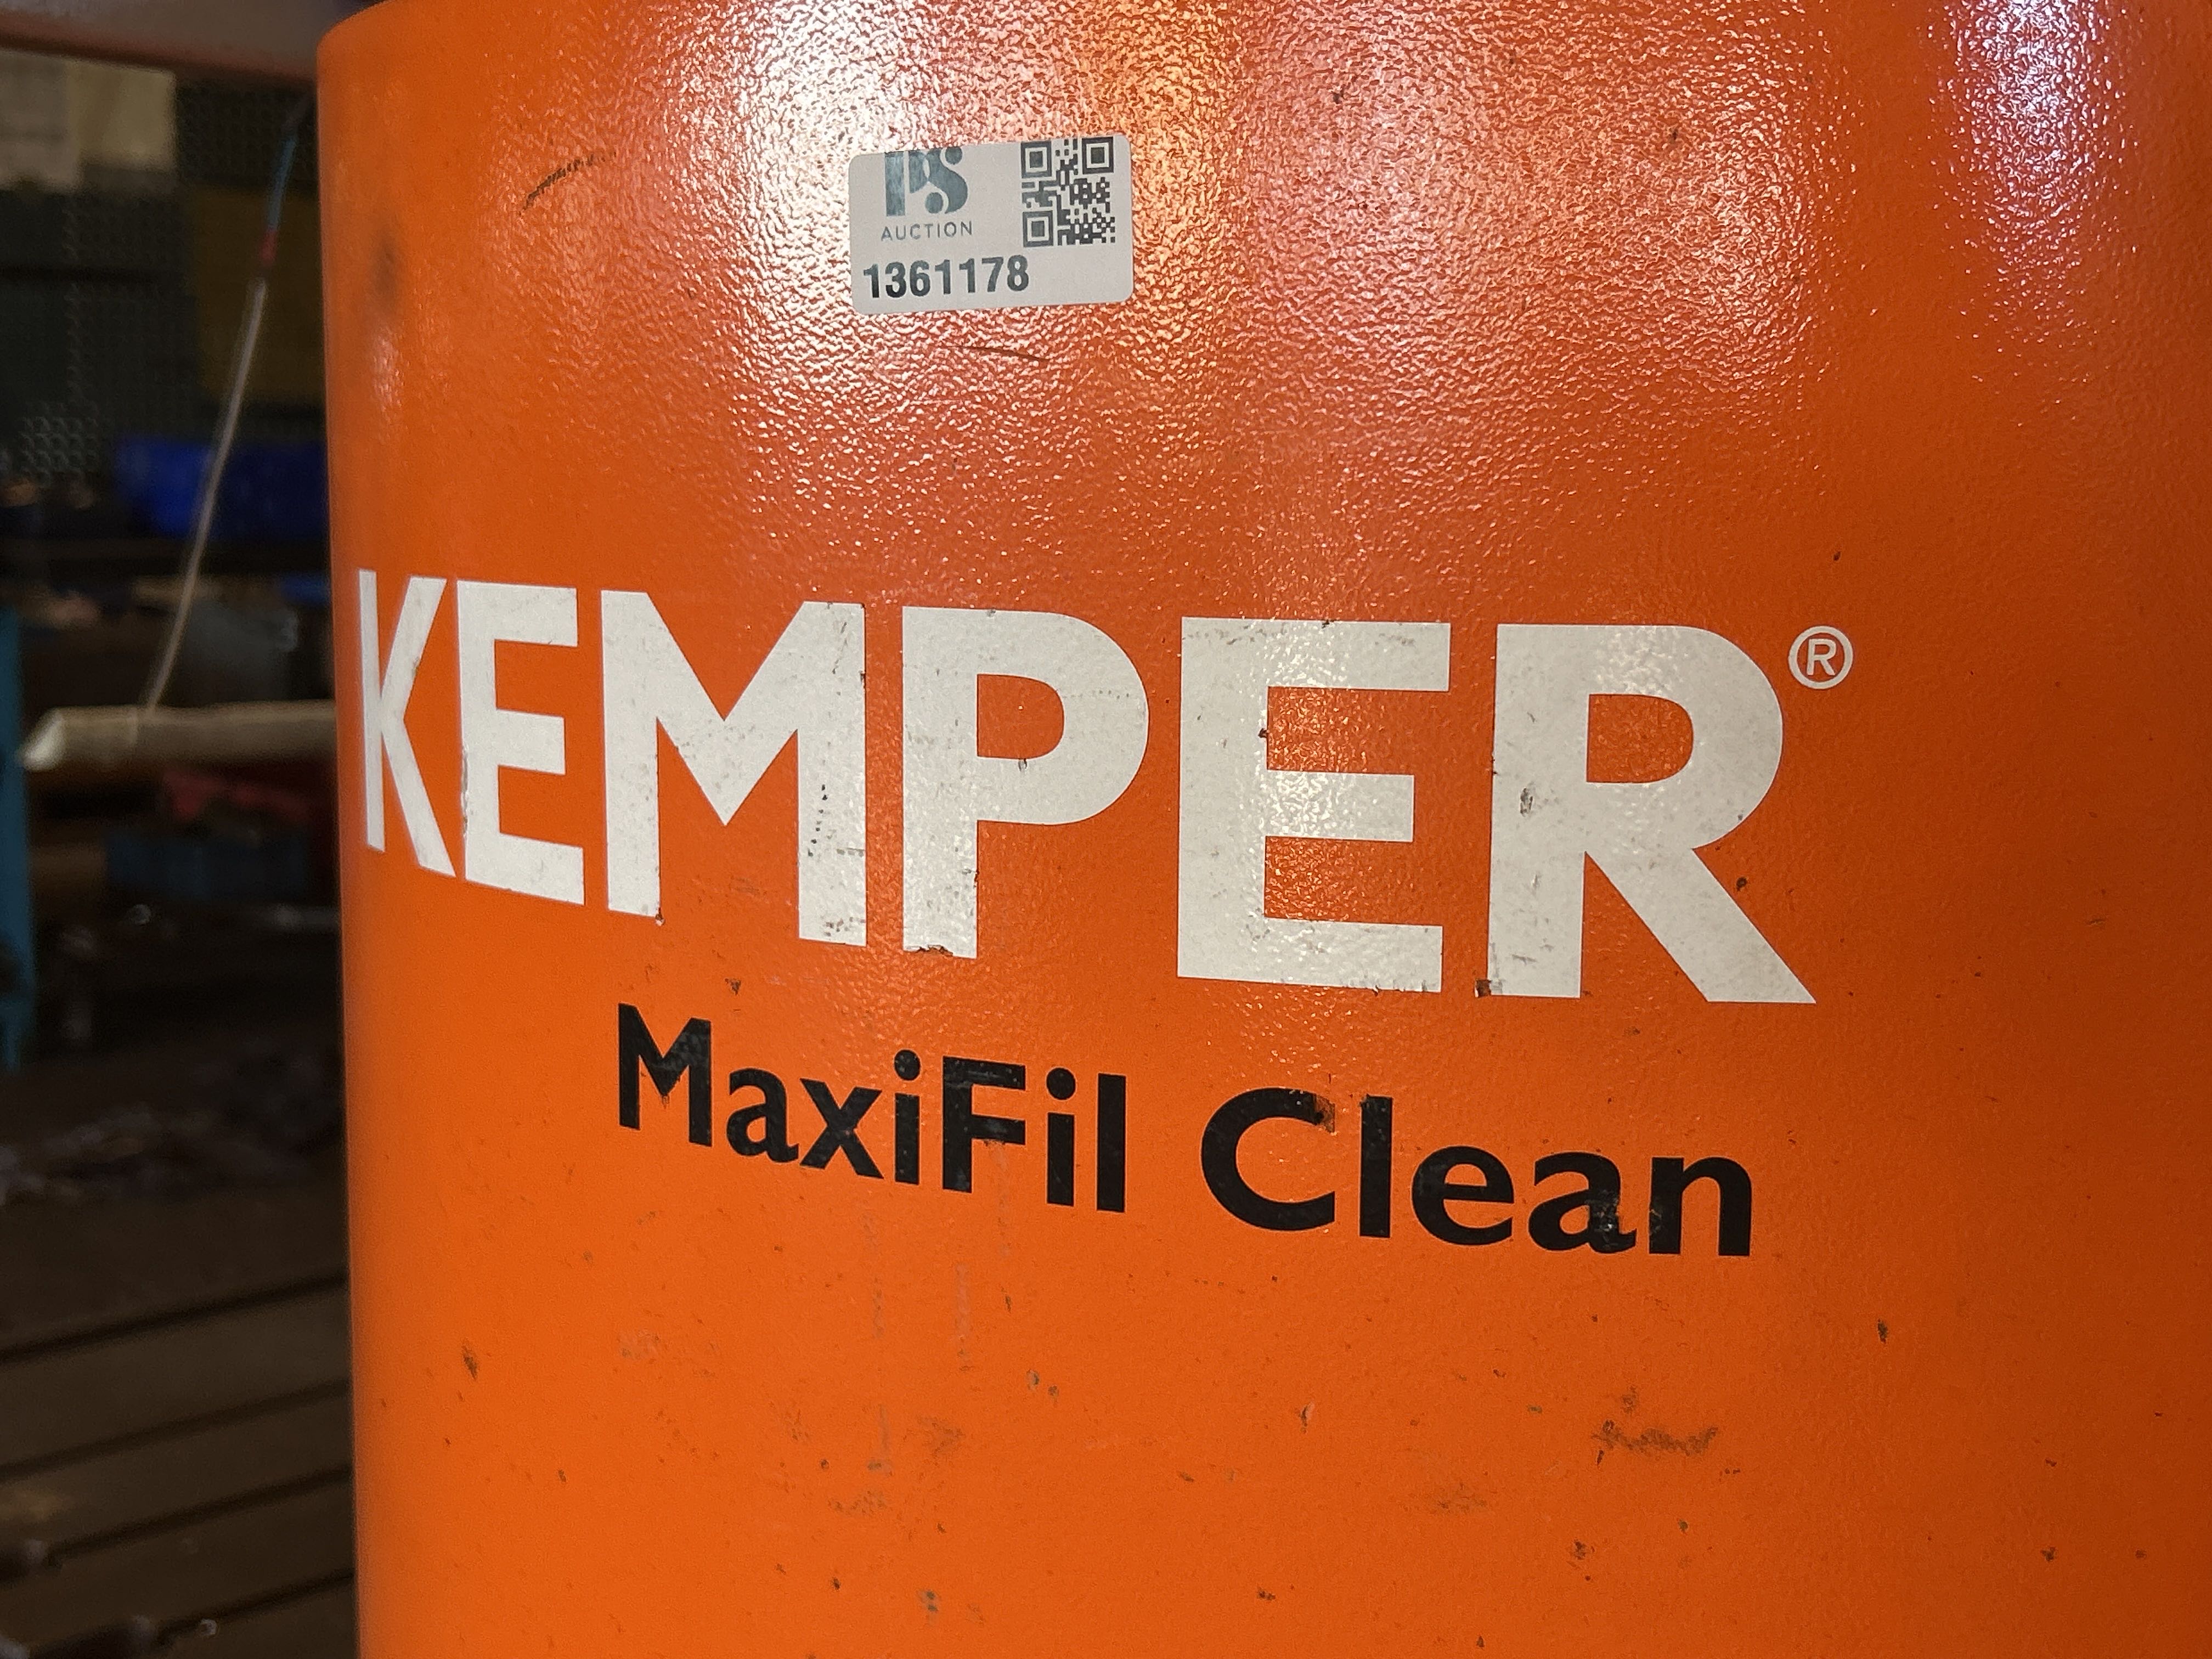 PS
AUCTION
1361178
KEMPER®
MaxiFil Clean